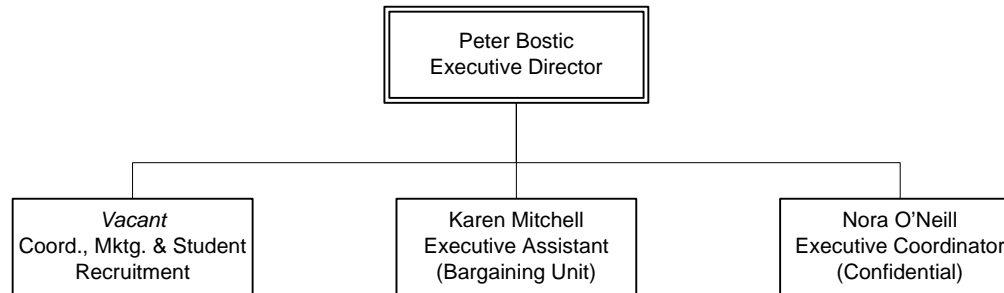 Peter Bostic
Executive Director
Vacant
Coord., Mktg. & Student
Recruitment
Karen Mitchell
Executive Assistant
(Bargaining Unit)
Nora O’Neill
Executive Coordinator
(Confidential)